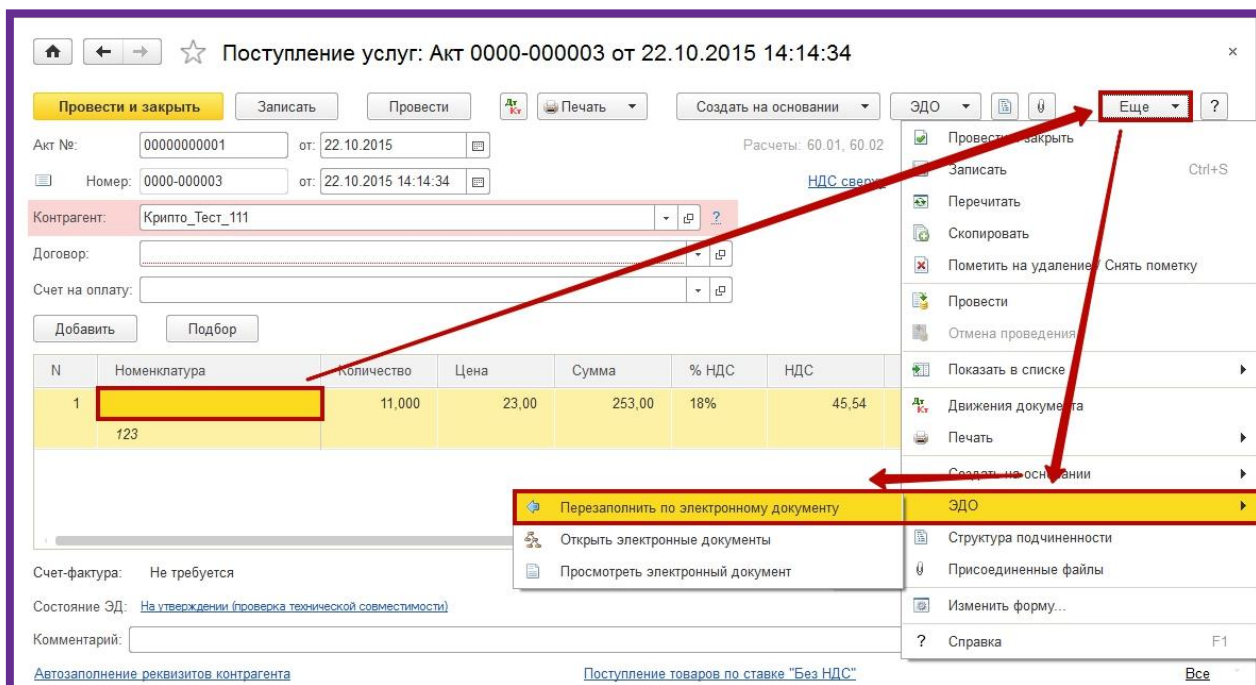 Поступление услуг: Акт 0000-000003 от 22.10.2015 14:14:34
Провести и закрыть Записать Провести Дт Кт Печать Создать на основании ЭДО Еще ?
Акт №: 00000000001 от: 22.10.2015 Расчеты: 60.01, 60.02
Номер: 0000-000003 от: 22.10.2015 14:14:34 НДС сверху
Контрагент: Крипто_Тест_111 ?
Договор:
Счет на оплату:
Добавить Подбор
N Номенклатура Количество Цена Сумма % НДС НДС
1 11,000 23,00 253,00 18% 45,54
123
Провести и закрыть
Записать Ctrl+S
Перечитать
Скопировать
Пометить на удаление / Снять пометку
Провести
Отмена проведения
Показать в списке
Дт Кт Движения документа
Печать
Создать на основании
ЭДО
Структура подчиненности
Присоединенные файлы
Изменить форму...
? Справка F1
Перезаполнить по электронному документу
Открыть электронные документы
Просмотреть электронный документ
Счет-фактура: Не требуется
Состояние ЭД: На утверждении (проверка технической совместимости)
Комментарий:
Автозаполнение реквизитов контрагента Поступление товаров по ставке "Без НДС" Все